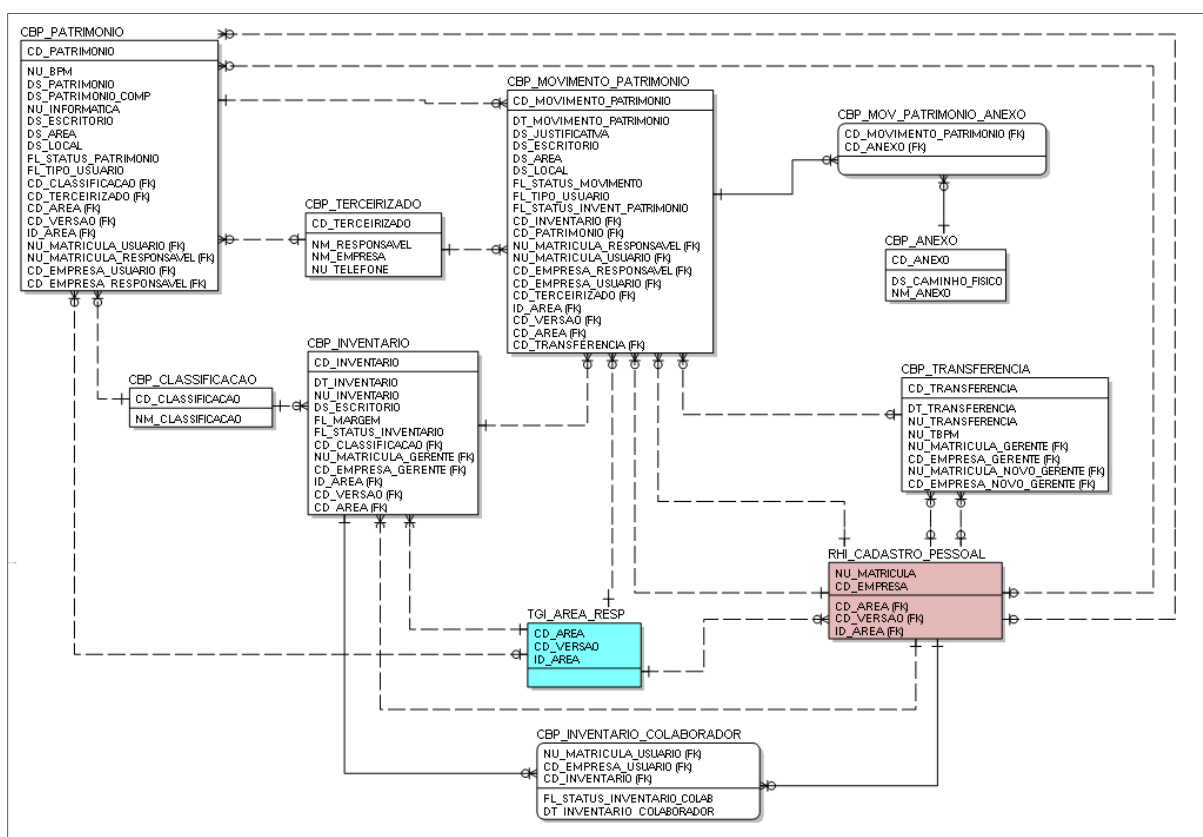 CBP_PATRIMONIO
CD_PATRIMONIO
NU_BPM
DS_PATRIMONIO
DS_PATRIMONIO_COMP
NU_INFORMATICA
DS_ESCRITORIO
DS_AREA
DS_LOCAL
FL_STATUS_PATRIMONIO
FL_TIPO_USUARIO
CD_CLASSIFICACAO (FK)
CD_TERCEIRIZADO (FK)
CD_AREA (FK)
CD_VERSAO (FK)
ID_AREA (FK)
NU_MATRICULA_USUARIO (FK)
NU_MATRICULA_RESPONSAVEL (FK)
CD_EMPRESA_USUARIO (FK)
CD_EMPRESA_RESPONSAVEL (FK)
CBP_TERCEIRIZADO
CD_TERCEIRIZADO
NM_RESPONSAVEL
NM_EMPRESA
NU_TELEFONE
CBP_MOVIMENTO_PATRIMONIO
CD_MOVIMENTO_PATRIMONIO
DT_MOVIMENTO_PATRIMONIO
DS_JUSTIFICATIVA
DS_ESCRITORIO
DS_AREA
DS_LOCAL
FL_STATUS_MOVIMENTO
FL_TIPO_USUARIO
FL_STATUS_INVENT_PATRIMONIO
CD_INVENTARIO (FK)
CD_PATRIMONIO (FK)
NU_MATRICULA_RESPONSAVEL (FK)
NU_MATRICULA_USUARIO (FK)
CD_EMPRESA_RESPONSAVEL (FK)
CD_EMPRESA_USUARIO (FK)
CD_TERCEIRIZADO (FK)
ID_AREA (FK)
CD_VERSAO (FK)
CD_AREA (FK)
CD_TRANSFERENCIA (FK)
CBP_MOV_PATRIMONIO_ANEXO
CD_MOVIMENTO_PATRIMONIO (FK)
CD_ANEXO (FK)
CBP_ANEXO
CD_ANEXO
DS_CAMINHO_FISICO
NM_ANEXO
CBP_CLASSIFICACAO
CD_CLASSIFICACAO
NM_CLASSIFICACAO
CBP_INVENTARIO
CD_INVENTARIO
DT_INVENTARIO
NU_INVENTARIO
DS_ESCRITORIO
FL_MARGEM
FL_STATUS_INVENTARIO
CD_CLASSIFICACAO (FK)
NU_MATRICULA_GERENTE (FK)
CD_EMPRESA_GERENTE (FK)
ID_AREA (FK)
CD_VERSAO (FK)
CD_AREA (FK)
CBP_TRANSFERENCIA
CD_TRANSFERENCIA
DT_TRANSFERENCIA
NU_TRANSFERENCIA
NU_TBPM
NU_MATRICULA_GERENTE (FK)
CD_EMPRESA_GERENTE (FK)
NU_MATRICULA_NOVO_GERENTE (FK)
CD_EMPRESA_NOVO_GERENTE (FK)
RHI_CADASTRO_PESSOAL
NU_MATRICULA
CD_EMPRESA
CD_AREA (FK)
CD_VERSAO (FK)
ID_AREA (FK)
TGI_AREA_RESP
CD_AREA
CD_VERSAO
ID_AREA
CBP_INVENTARIO_COLABORADOR
NU_MATRICULA_USUARIO (FK)
CD_EMPRESA_USUARIO (FK)
CD_INVENTARIO (FK)
FL_STATUS_INVENTARIO_COLAB
DT_INVENTARIO_COLABORADOR